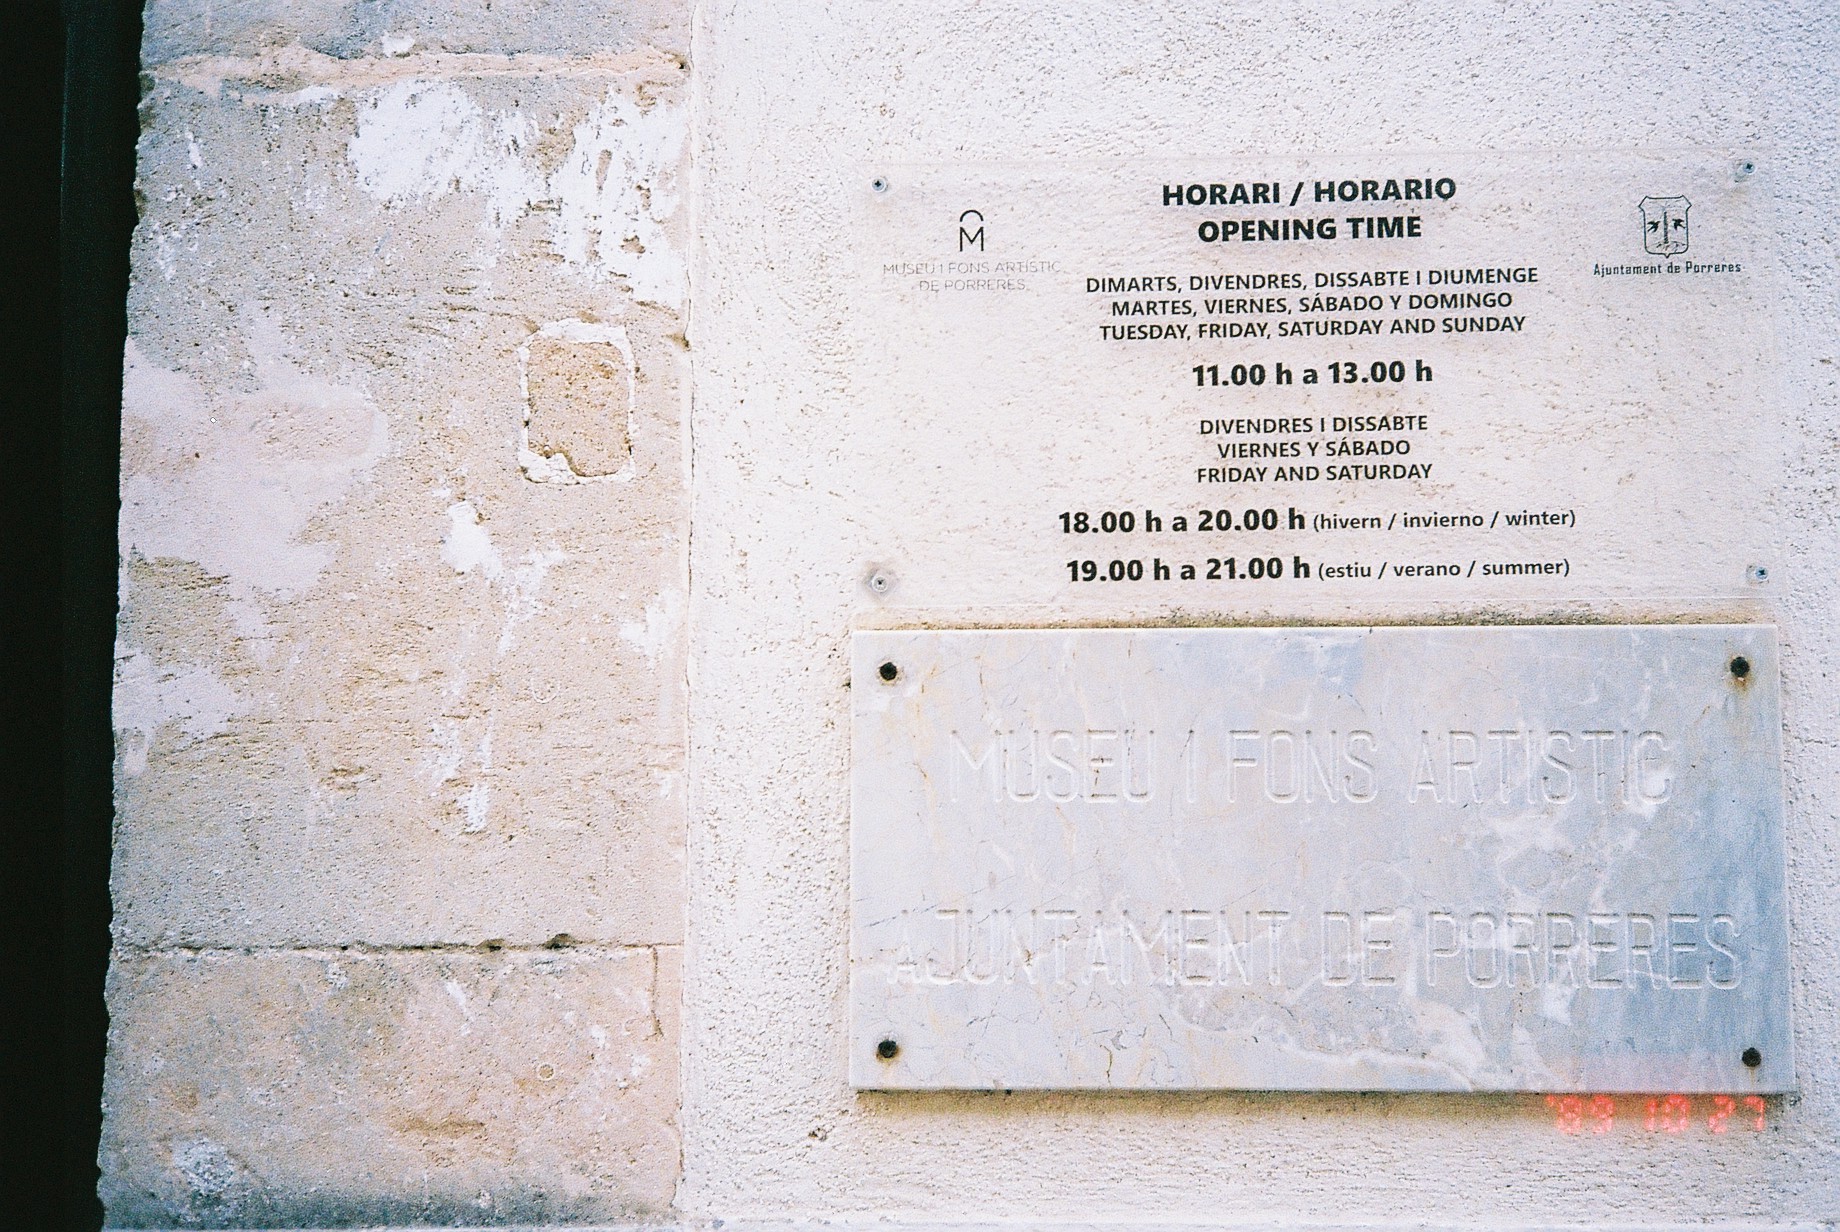 HORARI / HORARIO
OPENING TIME
MUSEU I FONS ARTÍSTIC
DE PORRERES
Ajuntament de Porreres
DIMARTS, DIVENDRES, DISSABTE I DIUMENGE
MARTES, VIERNES, SÁBADO Y DOMINGO
TUESDAY, FRIDAY, SATURDAY AND SUNDAY
11.00 h a 13.00 h
DIVENDRES I DISSABTE
VIERNES Y SÁBADO
FRIDAY AND SATURDAY
18.00 h a 20.00 h (hivern / invierno / winter)
19.00 h a 21.00 h (estiu / verano / summer)
MUSEU I FONS ARTISTIC
AJUNTAMENT DE PORRERES
'89 10 27